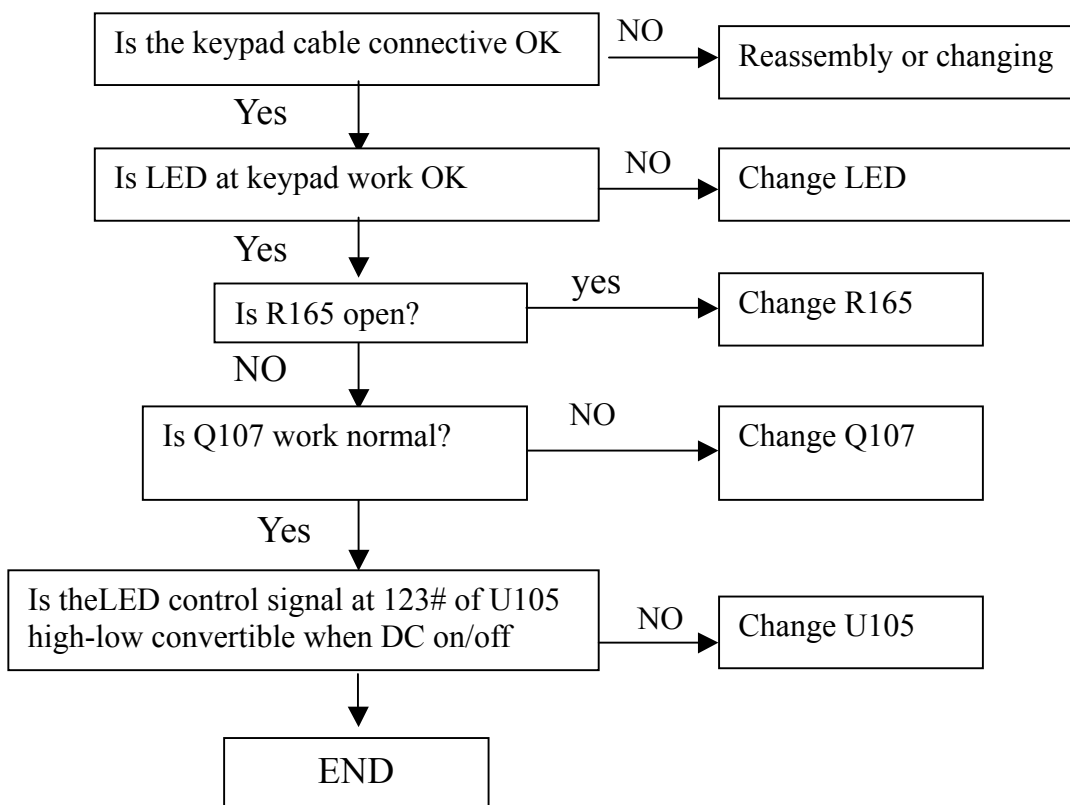 Is the keypad cable connective OK
NO
Reassembly or changing
Yes
Is LED at keypad work OK
NO
Change LED
Yes
Is R165 open?
yes
Change R165
NO
Is Q107 work normal?
NO
Change Q107
Yes
Is theLED control signal at 123# of U105
high-low convertible when DC on/off
NO
Change U105
END